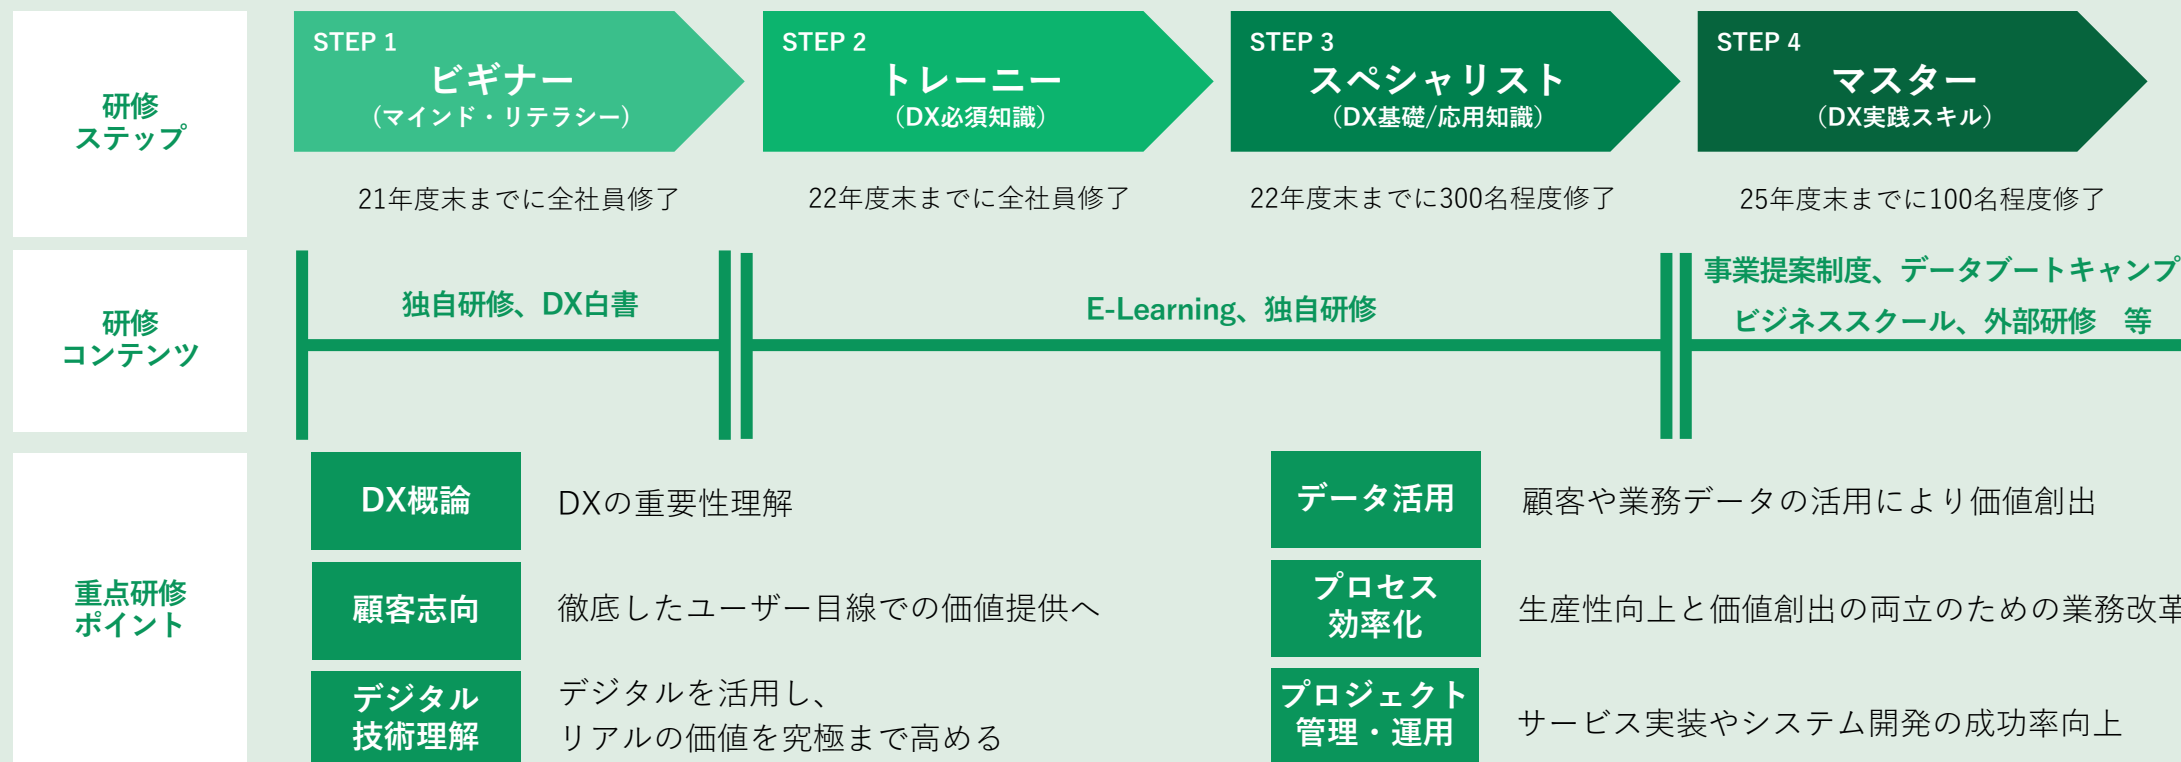 研修
ステップ
STEP 1
ビギナー
（マインド・リテラシー）
STEP 2
トレーニー
（DX必須知識）
STEP 3
スペシャリスト
（DX基礎/応用知識）
STEP 4
マスター
（DX実践スキル）
21年度末までに全社員修了
22年度末までに全社員修了
22年度末までに300名程度修了
25年度末までに100名程度修了
研修
コンテンツ
独自研修、DX白書
E-Learning、独自研修
事業提案制度、データブートキャンプ
ビジネススクール、外部研修　等
重点研修
ポイント
DX概論
DXの重要性理解
顧客志向
徹底したユーザー目線での価値提供へ
デジタル
技術理解
デジタルを活用し、
リアルの価値を究極まで高める
データ活用
顧客や業務データの活用により価値創出
プロセス
効率化
生産性向上と価値創出の両立のための業務改革
プロジェクト
管理・運用
サービス実装やシステム開発の成功率向上